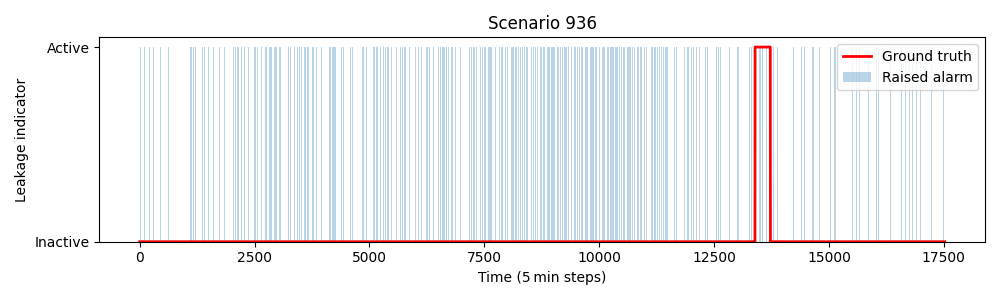 Scenario 936
Active
Inactive
Leakage indicator
Ground truth
Raised alarm
0 2500 5000 7500 10000 12500 15000 17500
Time (5 min steps)